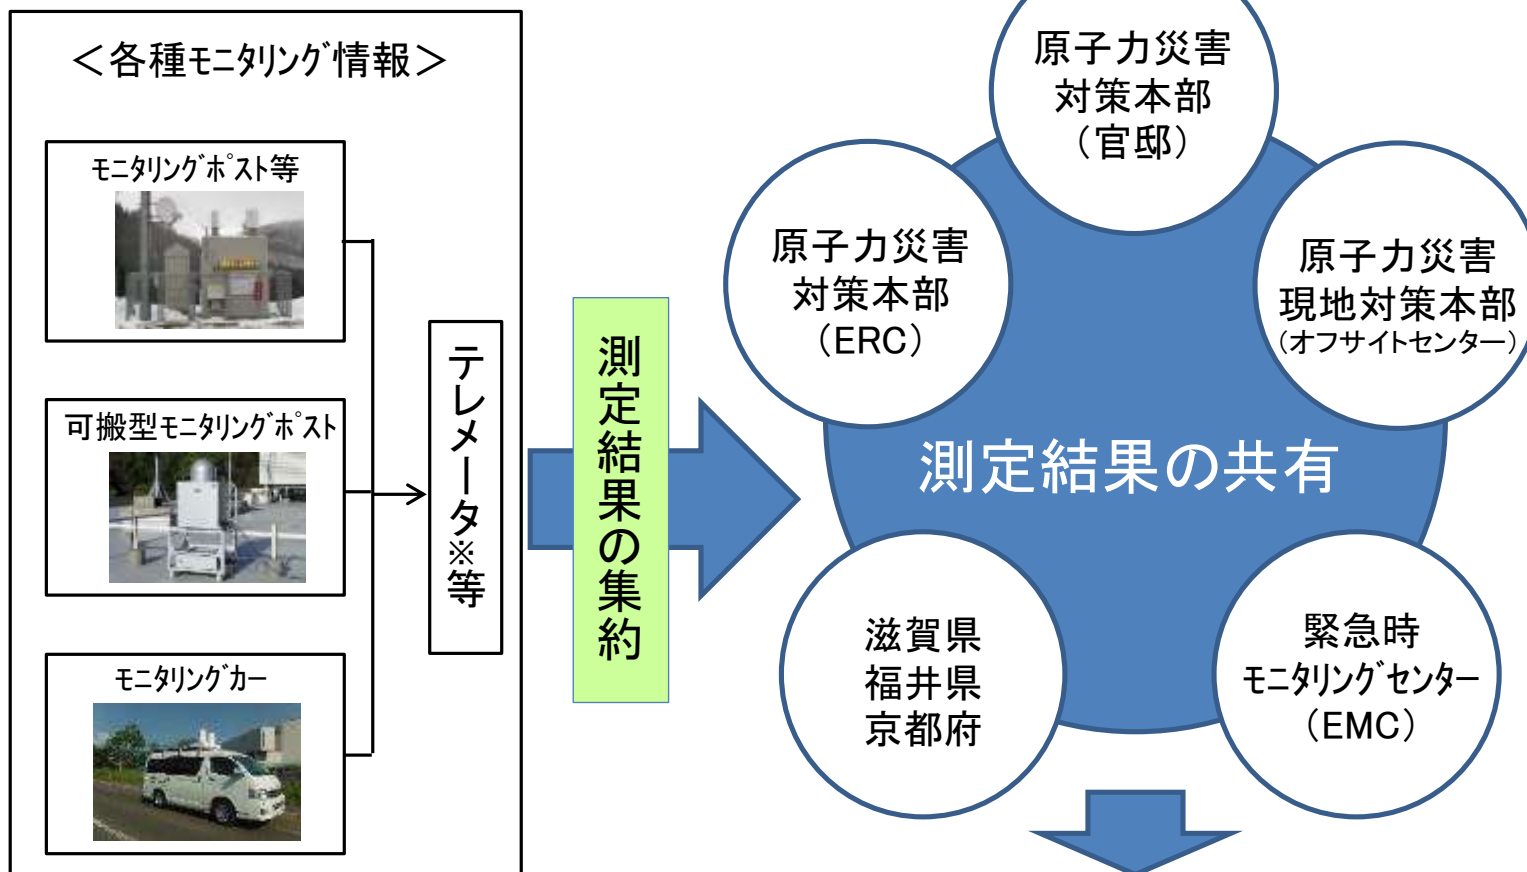 ＜各種ﾓﾆﾀﾘﾝｸﾞ情報＞
ﾓﾆﾀﾘﾝｸﾞﾎﾟｽﾄ等
可搬型ﾓﾆﾀﾘﾝｸﾞﾎﾟｽﾄ
ﾓﾆﾀﾘﾝｸﾞｶｰ
テレメータ※等
測定結果の集約
原子力災害
対策本部
（官邸）
原子力災害
対策本部
（ERC）
原子力災害
現地対策本部
（オフサイトセンター）
測定結果の共有
滋賀県
福井県
京都府
緊急時
ﾓﾆﾀﾘﾝｸﾞセンター
（EMC）